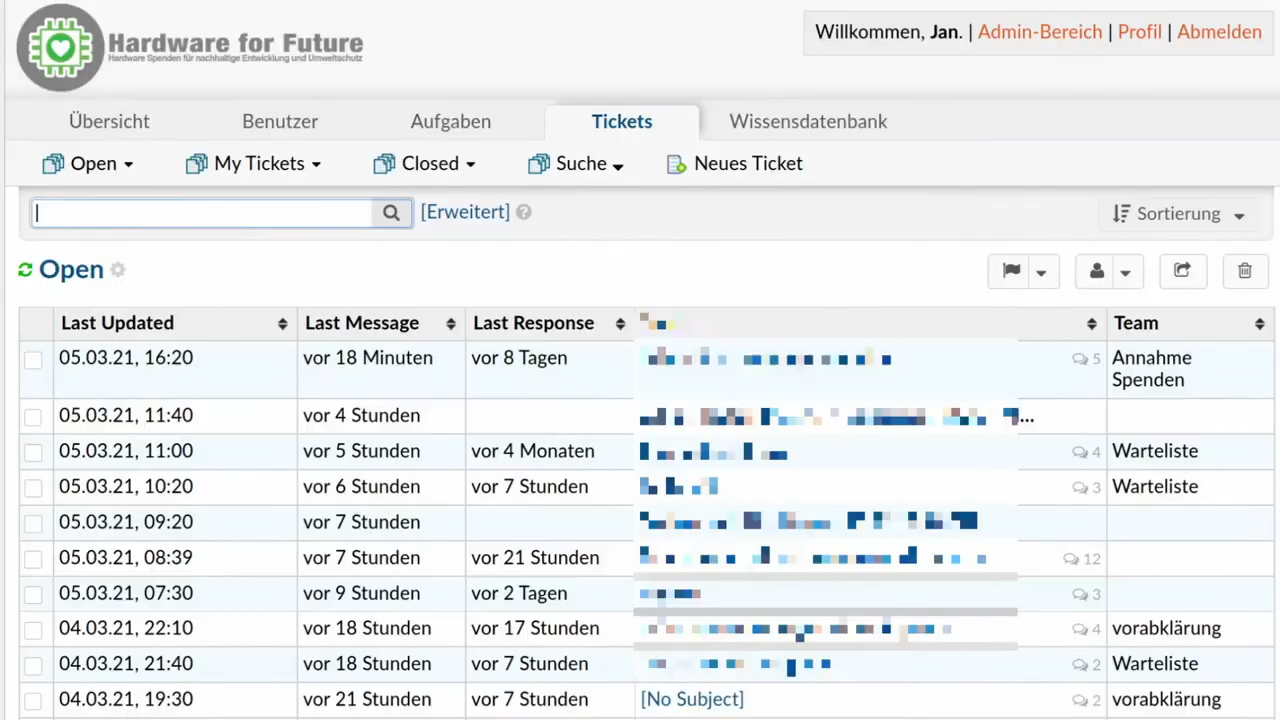 Hardware for Future
Hardware Spenden für nachhaltige Entwicklung und Umweltschutz
Willkommen, Jan. | Admin-Bereich | Profil | Abmelden
Übersicht Benutzer Aufgaben Tickets Wissensdatenbank
Open My Tickets Closed Suche Neues Ticket
[Erweitert] Sortierung
Open
Last Updated Last Message Last Response Team
05.03.21, 16:20 vor 18 Minuten vor 8 Tagen 5 Annahme
Spenden
05.03.21, 11:40 vor 4 Stunden ...
05.03.21, 11:00 vor 5 Stunden vor 4 Monaten 4 Warteliste
05.03.21, 10:20 vor 6 Stunden vor 7 Stunden 3 Warteliste
05.03.21, 09:20 vor 7 Stunden
05.03.21, 08:39 vor 7 Stunden vor 21 Stunden 12
05.03.21, 07:30 vor 9 Stunden vor 2 Tagen 3
04.03.21, 22:10 vor 18 Stunden vor 17 Stunden 4 vorabklärung
04.03.21, 21:40 vor 18 Stunden vor 7 Stunden 2 Warteliste
04.03.21, 19:30 vor 21 Stunden vor 7 Stunden [No Subject] 2 vorabklärung